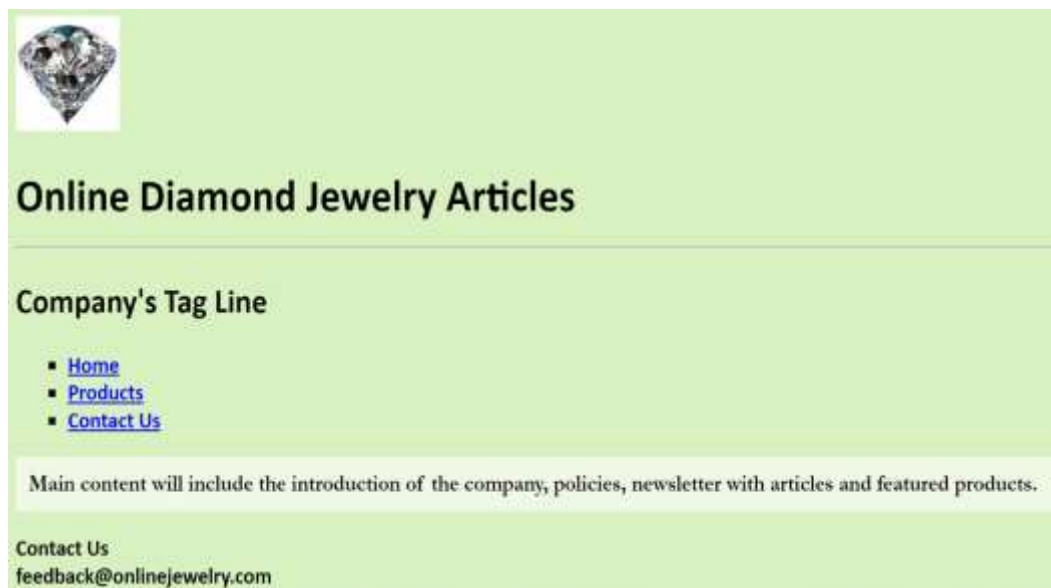 Online Diamond Jewelry Articles
Company's Tag Line
Home
Products
Contact Us
Main content will include the introduction of the company, policies, newsletter with articles and featured products.
Contact Us
feedback@onlinejewelry.com